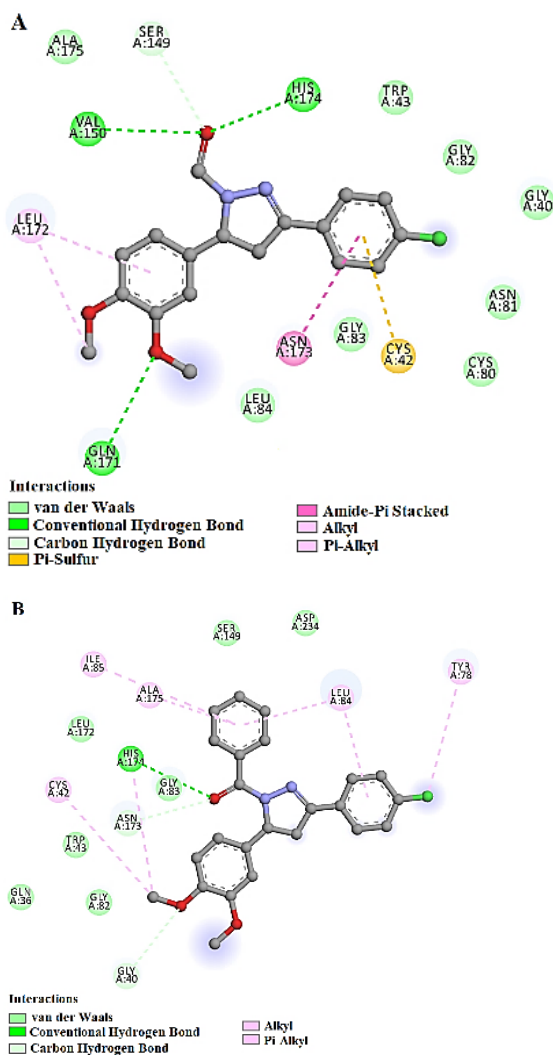 A
ALA
A:175
SER
A:149
HIS
A:174
TRP
A:43
VAL
A:150
GLY
A:82
GLY
A:40
LEU
A:172
ASN
A:81
ASN
A:173
GLY
A:83
CYS
A:42
CYS
A:80
LEU
A:84
GLN
A:171
Interactions
van der Waals
Conventional Hydrogen Bond
Carbon Hydrogen Bond
Pi-Sulfur
Amide-Pi Stacked
Alkyl
Pi-Alkyl
B
SER
A:149
ASP
A:234
ILE
A:85
ALA
A:175
LEU
A:84
TYR
A:78
LEU
A:172
HIS
A:174
CYS
A:42
GLY
A:83
ASN
A:173
TRP
A:43
GLN
A:36
GLY
A:82
GLY
A:40
Interactions
van der Waals
Conventional Hydrogen Bond
Carbon Hydrogen Bond
Alkyl
Pi-Alkyl